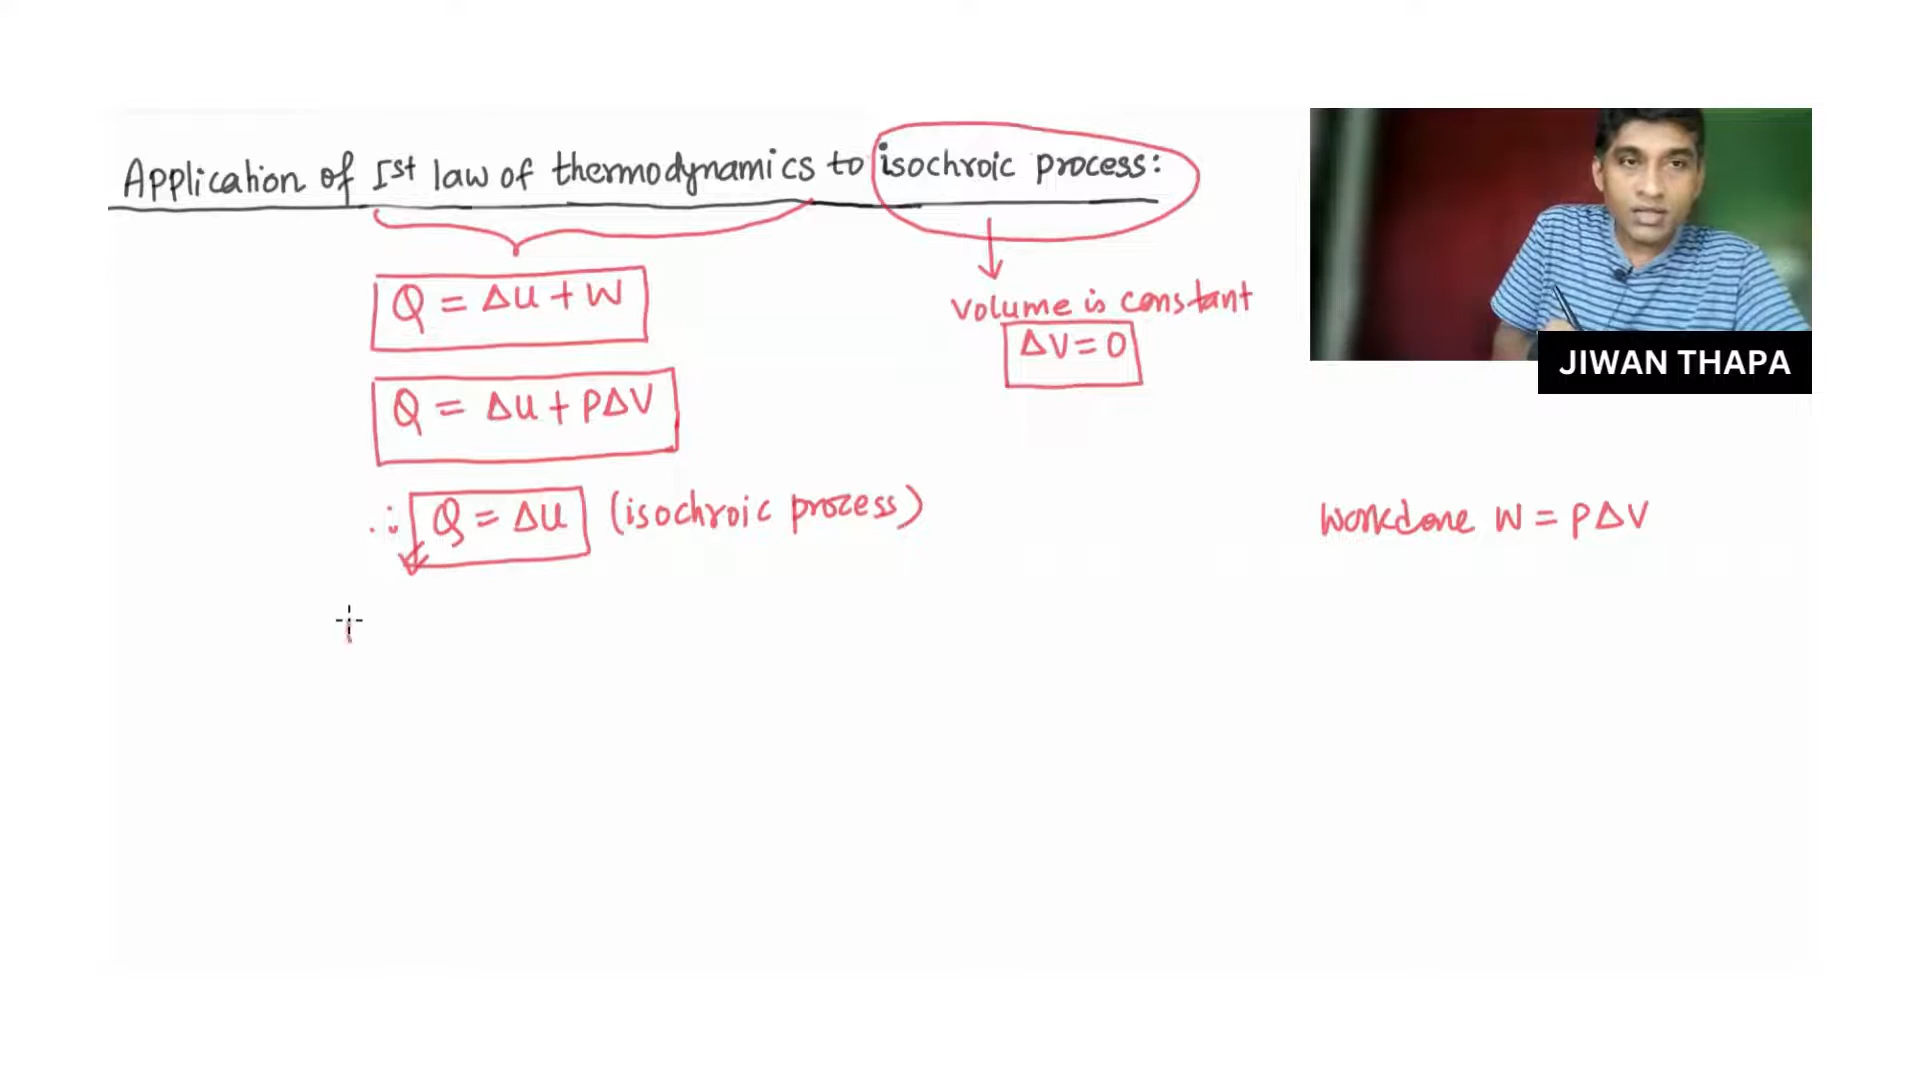 Application of Ist law of thermodynamics to isochroic process:
Q = ΔU + W
Volume is constant
ΔV = 0
JIWAN THAPA
Q = ΔU + PΔV
∴ Q = ΔU (isochroic process)
Workdone W = PΔV